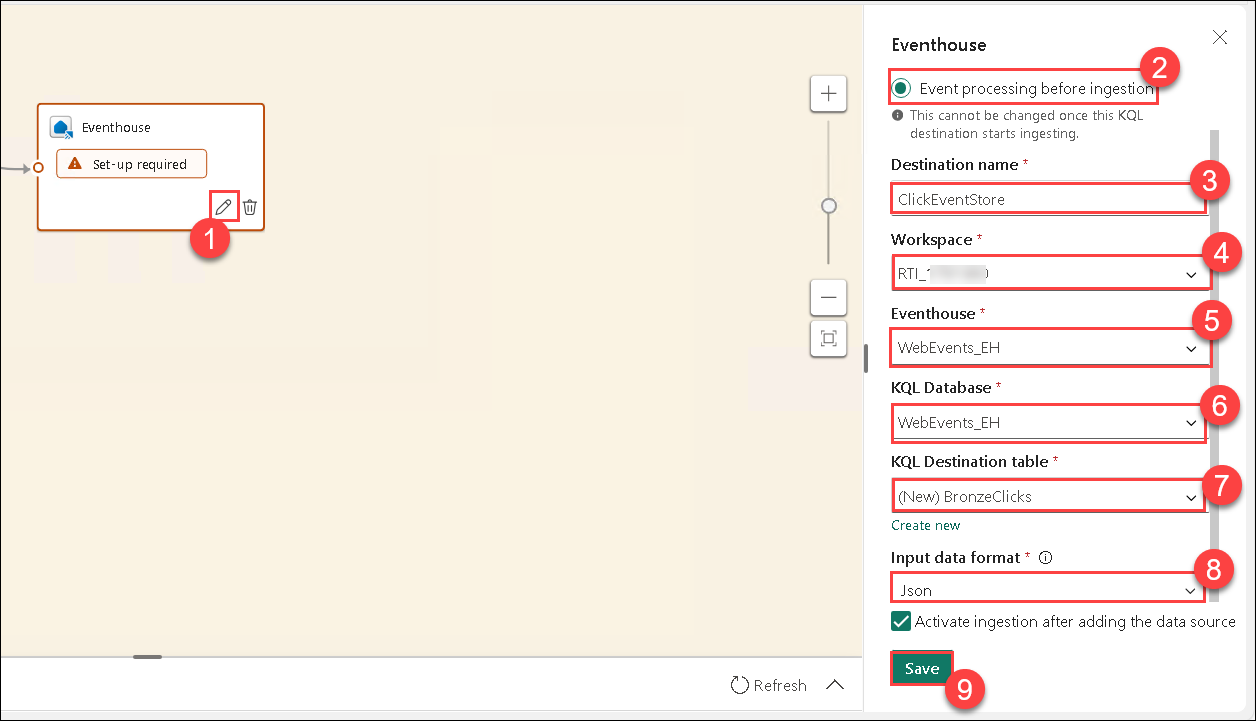 Eventhouse
Set-up required
1
Refresh
Eventhouse
2
Event processing before ingestion
This cannot be changed once this KQL
destination starts ingesting.
Destination name *
3
ClickEventStore
Workspace *
4
RTI_
Eventhouse *
5
WebEvents_EH
KQL Database *
6
WebEvents_EH
KQL Destination table *
7
(New) BronzeClicks
Create new
Input data format *
8
Json
Activate ingestion after adding the data source
Save
9